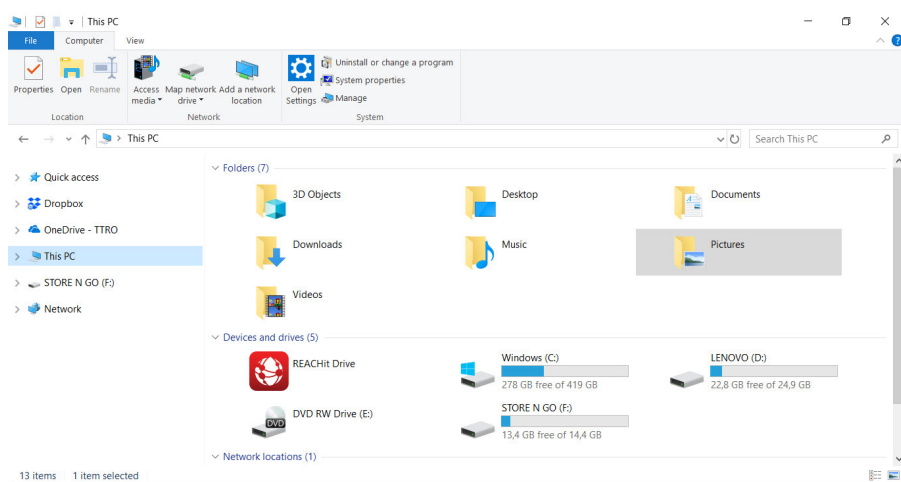 This PC
File Computer View
Properties Open Rename Access media Map network drive Add a network location Open Settings Uninstall or change a program
System properties
Manage
Location Network System
This PC Search This PC
Quick access
Dropbox
OneDrive - TTRO
This PC
STORE N GO (F:)
Network
Folders (7)
3D Objects Desktop Documents
Downloads Music Pictures
Videos
Devices and drives (5)
REACHit Drive Windows (C:) LENOVO (D:)
278 GB free of 419 GB 22,8 GB free of 24,9 GB
DVD RW Drive (E:) STORE N GO (F:)
DVD
13,4 GB free of 14,4 GB
Network locations (1)
13 items 1 item selected